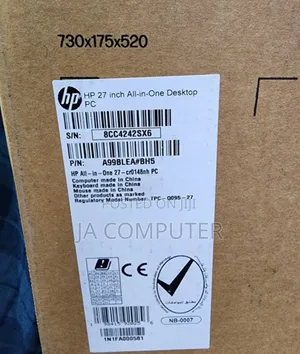 730x175x520
hp HP 27 inch All-in-One Desktop
PC
S/N: 8CC4242SX6
P/N: A99BLEA#BH5
HP All-in-One 27-cr0148nh PC
Computer made in China
Keyboard made in China
Mouse made in China
Other products as marked
Regulatory Model Number: TPC-Q095-27
POSTED ON JIJI
JA COMPUTER
NB-0007
1N1FA000581